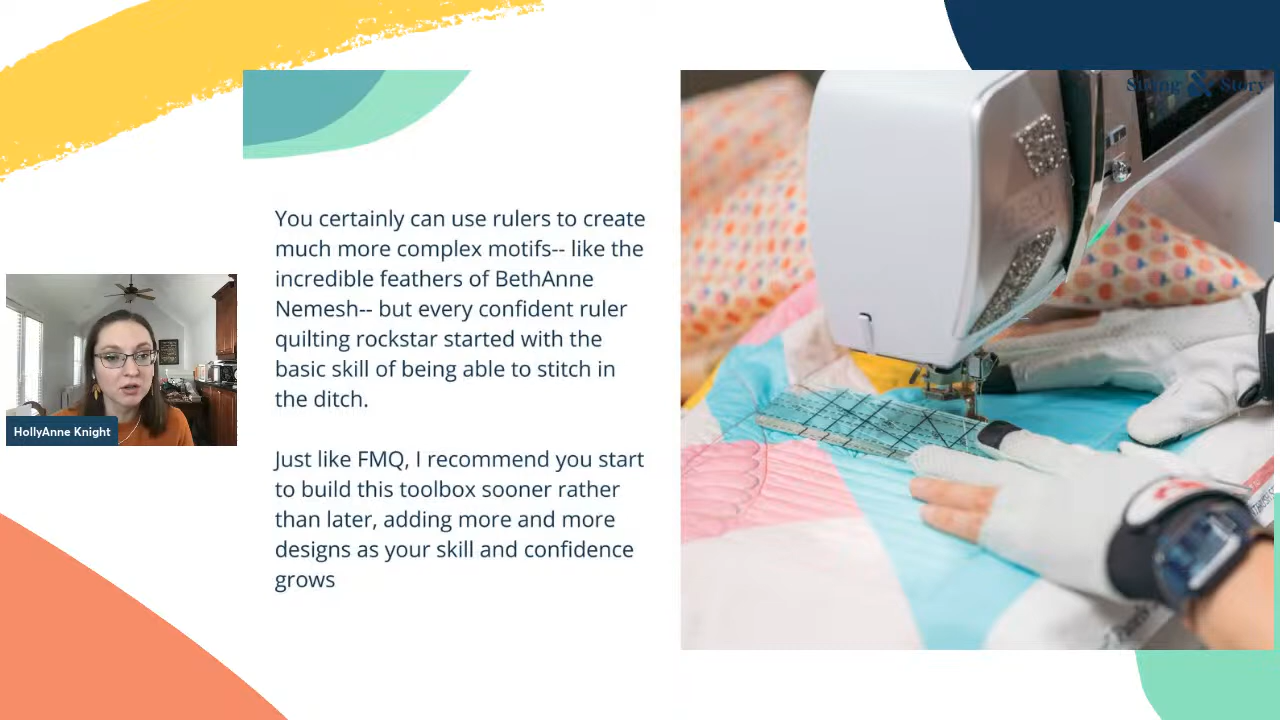 String & Story
You certainly can use rulers to create
much more complex motifs-- like the
incredible feathers of BethAnne
Nemesh-- but every confident ruler
quilting rockstar started with the
basic skill of being able to stitch in
the ditch.
Just like FMQ, I recommend you start
to build this toolbox sooner rather
than later, adding more and more
designs as your skill and confidence
grows
HollyAnne Knight